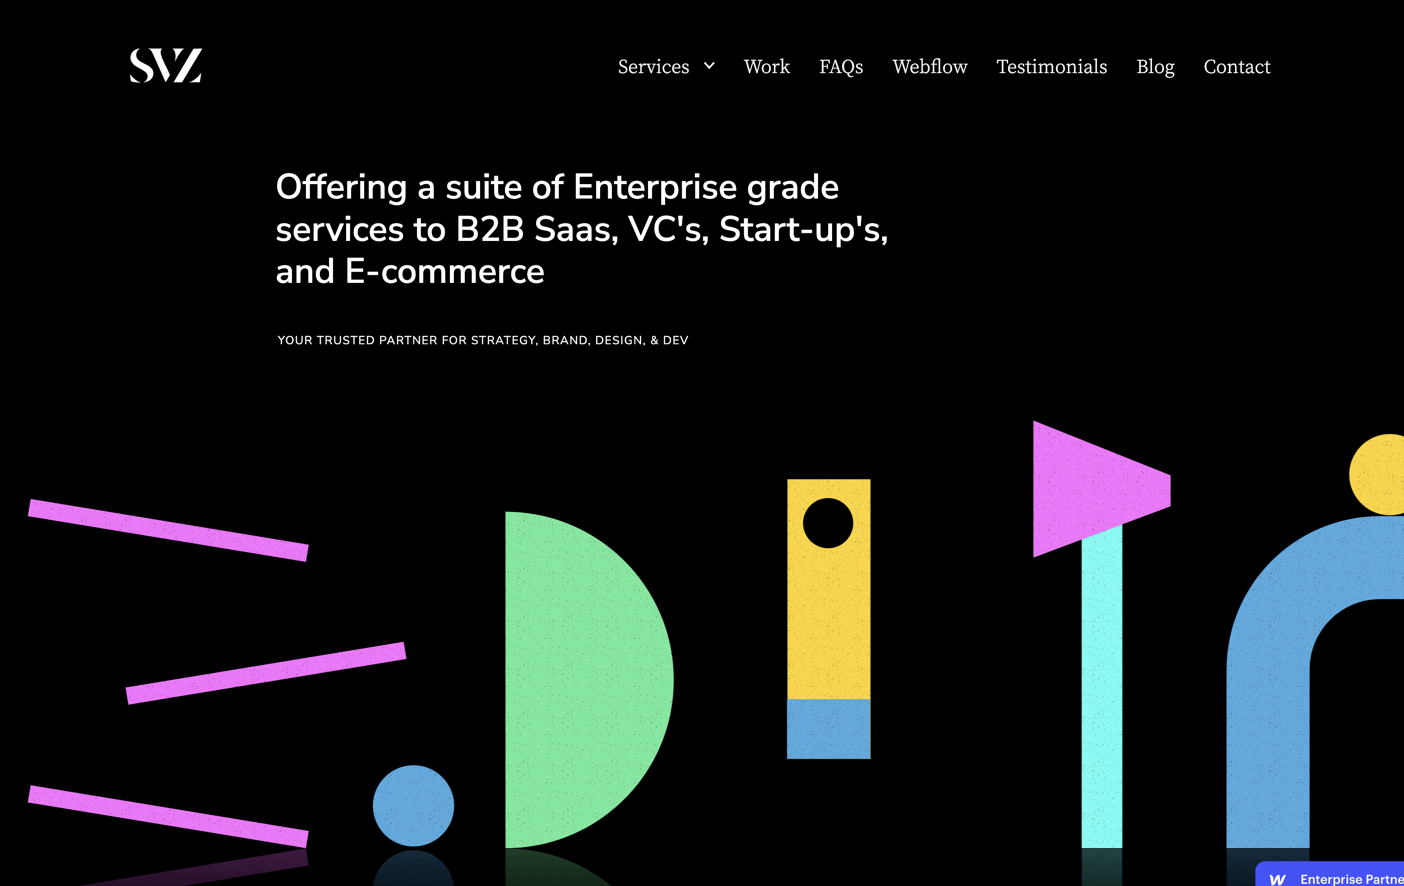 SVZ
Services Work FAQs Webflow Testimonials Blog Contact
Offering a suite of Enterprise grade
services to B2B Saas, VC's, Start-up's,
and E-commerce
YOUR TRUSTED PARTNER FOR STRATEGY, BRAND, DESIGN, & DEV
Enterprise Partne